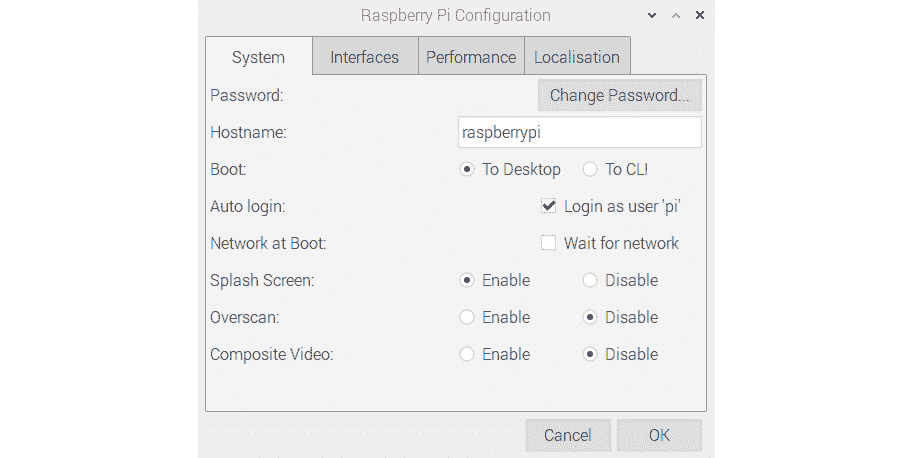 Raspberry Pi Configuration
System Interfaces Performance Localisation
Password: Change Password...
Hostname: raspberrypi
Boot: To Desktop To CLI
Auto login: Login as user 'pi'
Network at Boot: Wait for network
Splash Screen: Enable Disable
Overscan: Enable Disable
Composite Video: Enable Disable
Cancel OK